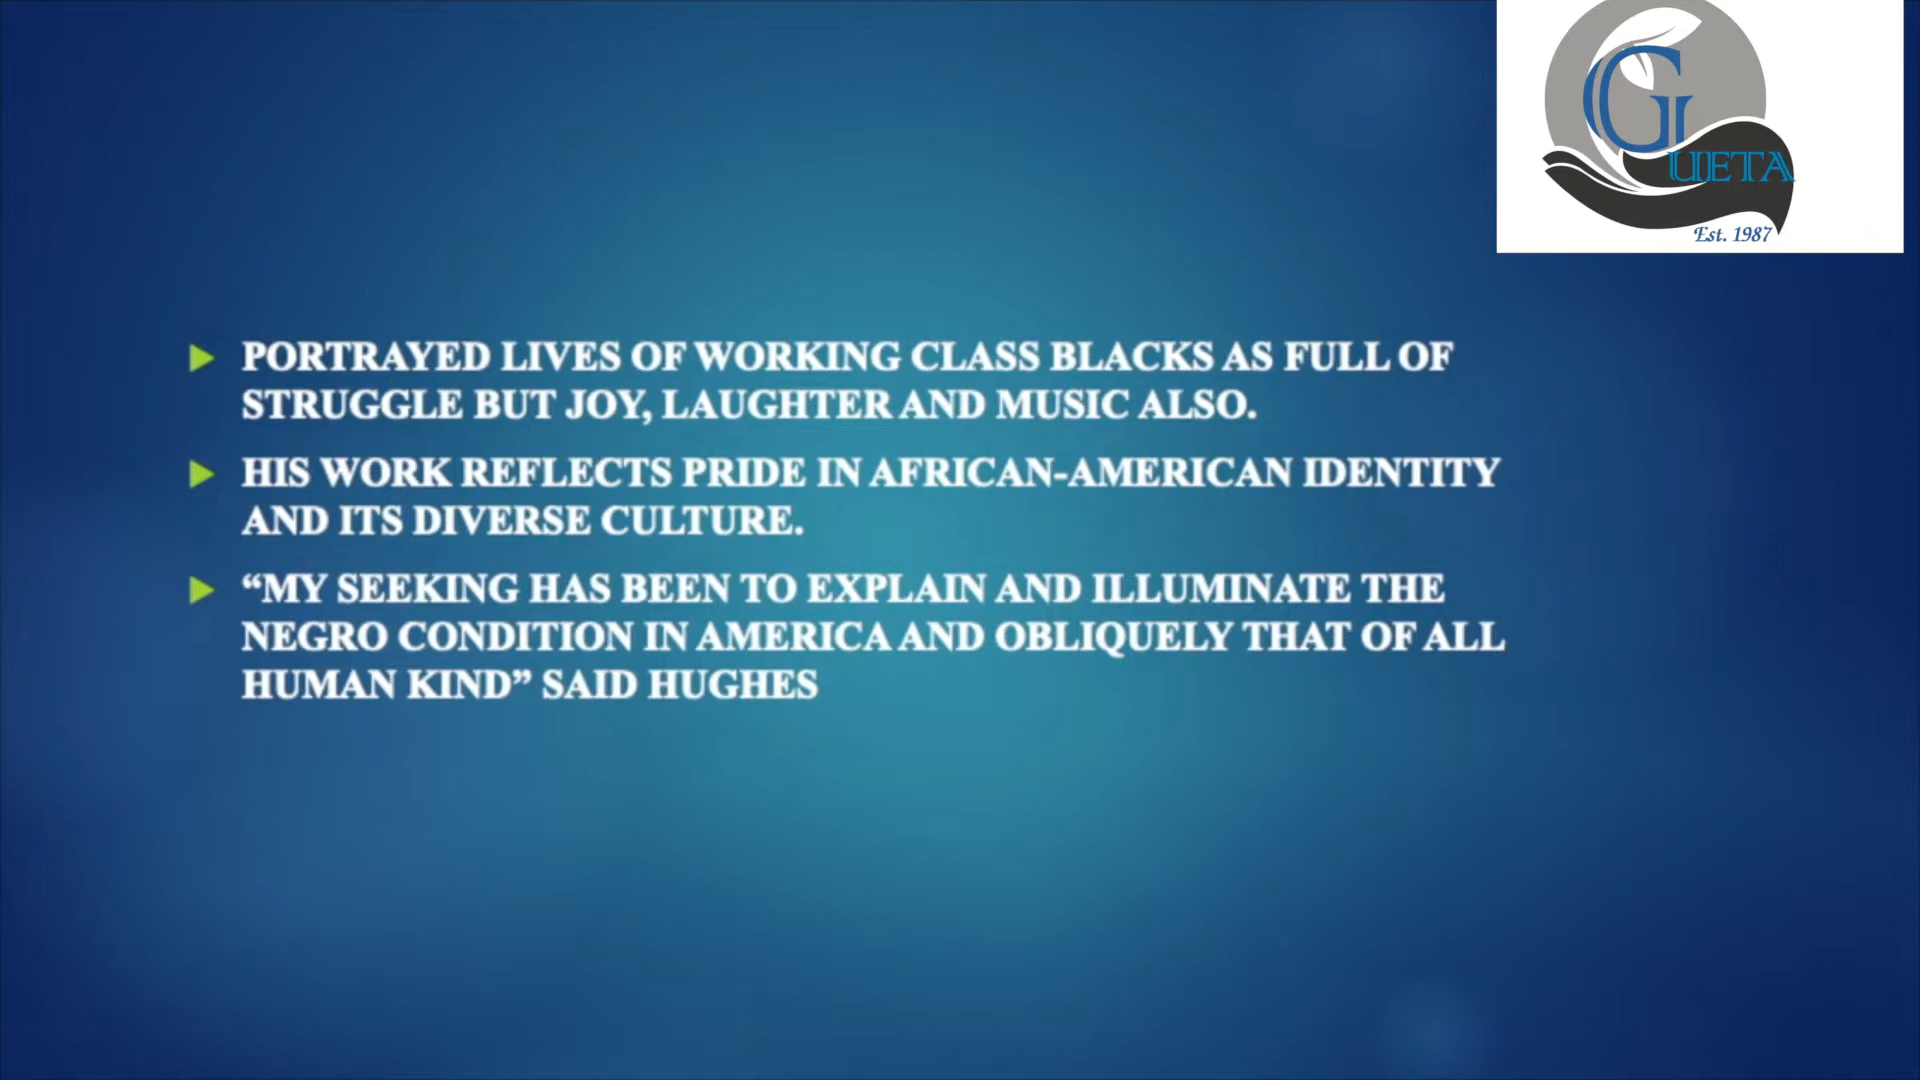 GUETA
Est. 1987
PORTRAYED LIVES OF WORKING CLASS BLACKS AS FULL OF
STRUGGLE BUT JOY, LAUGHTER AND MUSIC ALSO.
HIS WORK REFLECTS PRIDE IN AFRICAN-AMERICAN IDENTITY
AND ITS DIVERSE CULTURE.
“MY SEEKING HAS BEEN TO EXPLAIN AND ILLUMINATE THE
NEGRO CONDITION IN AMERICA AND OBLIQUELY THAT OF ALL
HUMAN KIND” SAID HUGHES